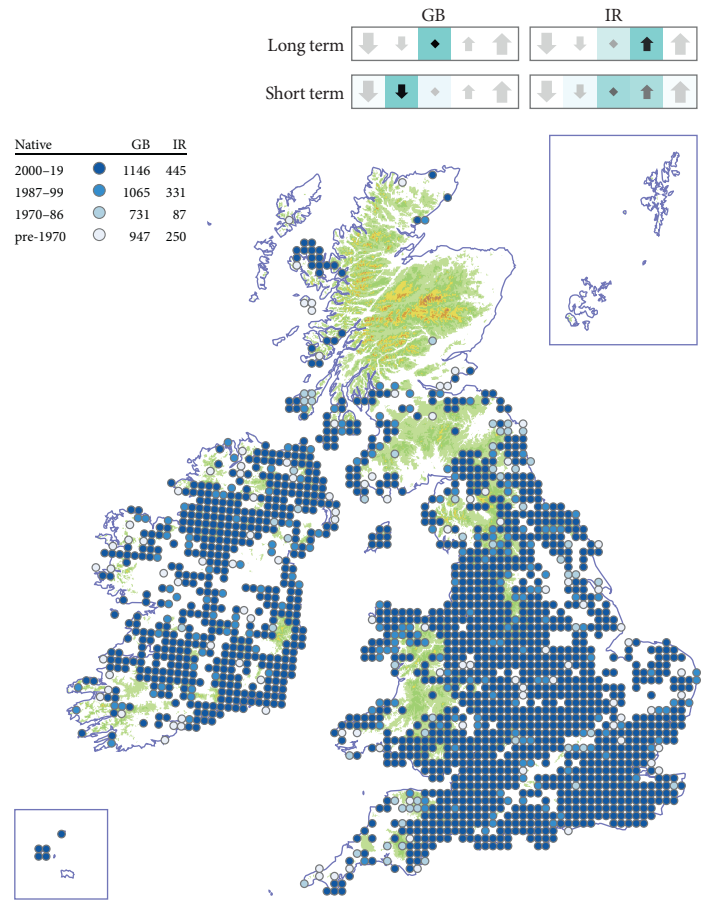 GB IR
Long term
Short term
Native GB IR
2000–19 1146 445
1987–99 1065 331
1970–86 731 87
pre-1970 947 250